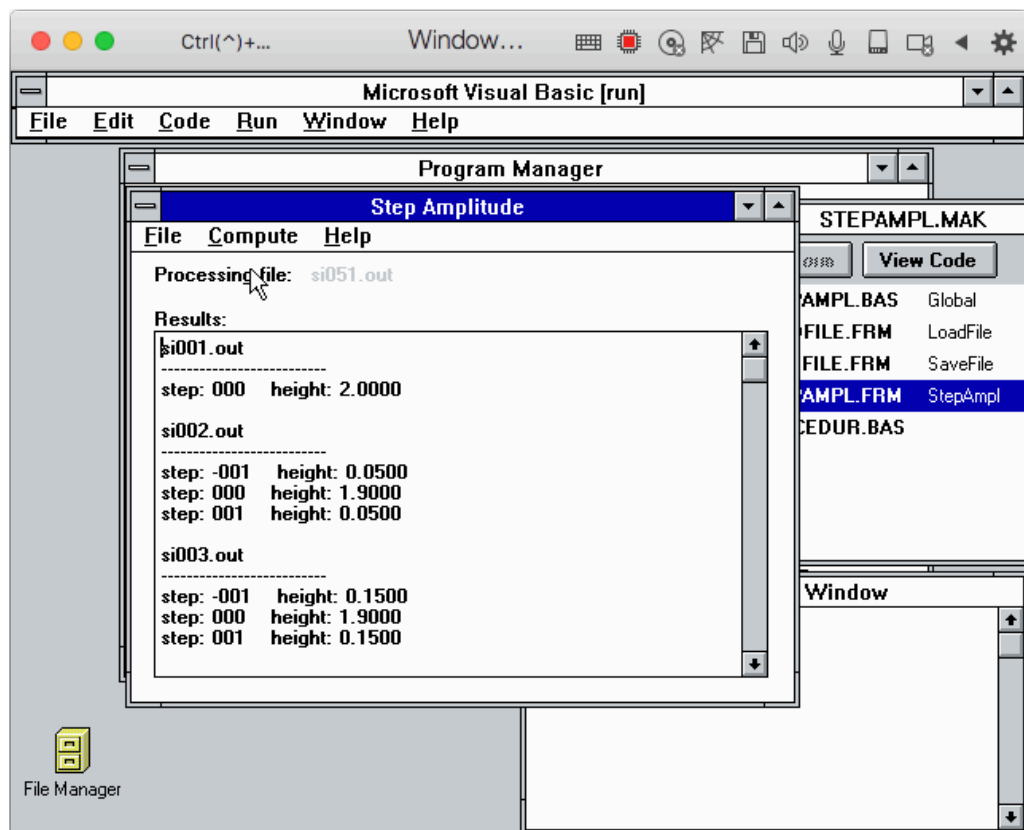 Ctrl(^)+...
Window...
Microsoft Visual Basic [run]
File Edit Code Run Window Help
Program Manager
Step Amplitude
File Compute Help
Processing file: si051.out
Results:
si001.out
--------------------------
step: 000 height: 2.0000
si002.out
--------------------------
step: -001 height: 0.0500
step: 000 height: 1.9000
step: 001 height: 0.0500
si003.out
--------------------------
step: -001 height: 0.1500
step: 000 height: 1.9000
step: 001 height: 0.1500
STEPAMPL.MAK
orm View Code
AMPL.BAS Global
FILE.FRM LoadFile
FILE.FRM SaveFile
AMPL.FRM StepAmpl
CEDUR.BAS
Window
File Manager